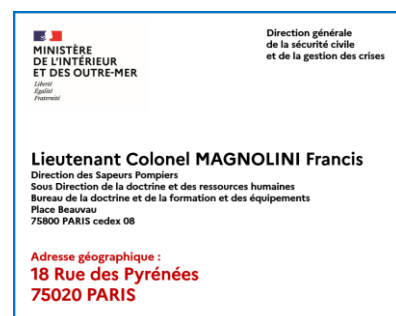 MINISTÈRE
DE L'INTÉRIEUR
ET DES OUTRE-MER
Liberté
Égalité
Fraternité
Direction générale
de la sécurité civile
et de la gestion des crises
Lieutenant Colonel MAGNOLINI Francis
Direction des Sapeurs Pompiers
Sous Direction de la doctrine et des ressources humaines
Bureau de la doctrine et de la formation et des équipements
Place Beauvau
75800 PARIS cedex 08
Adresse géographique :
18 Rue des Pyrénées
75020 PARIS